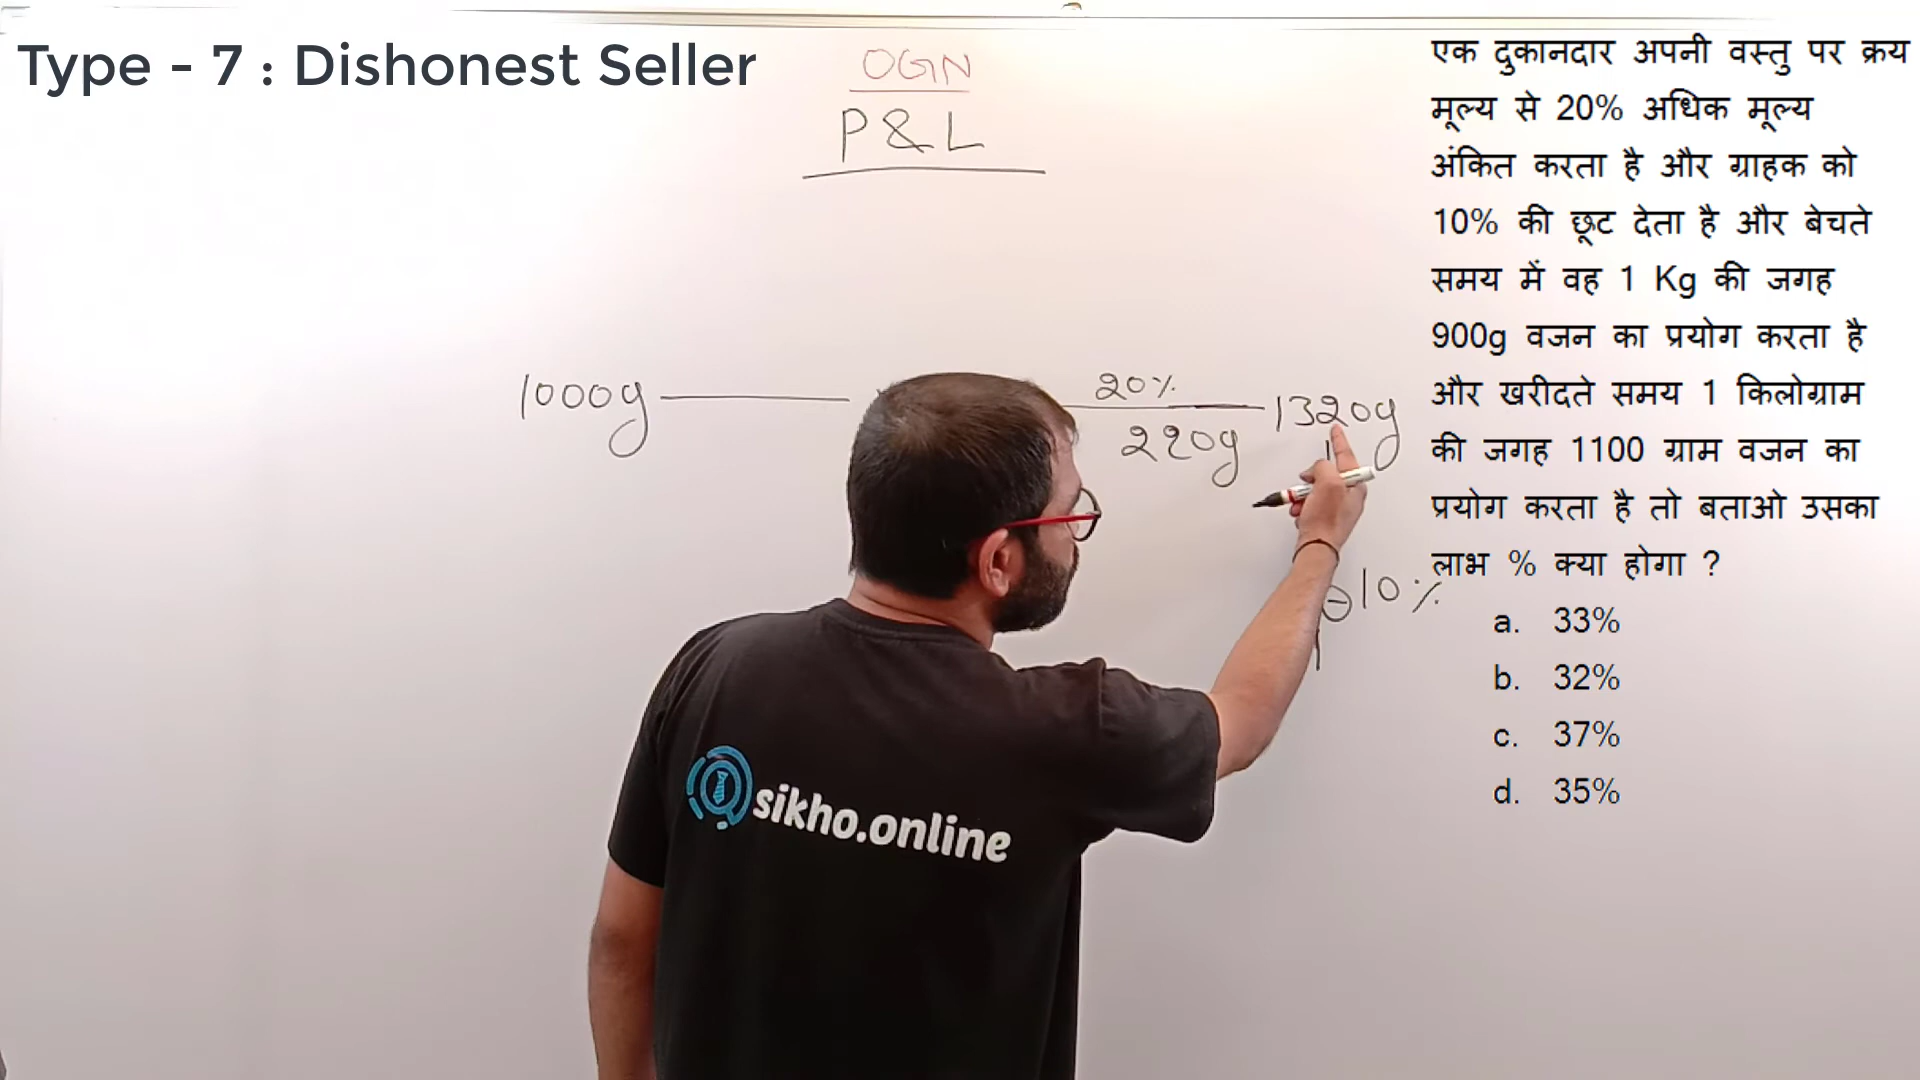 Type - 7 : Dishonest Seller
OGN
P & L
1000g
20%
220g
1320g
⊖10%
एक दुकानदार अपनी वस्तु पर क्रय
मूल्य से 20% अधिक मूल्य
अंकित करता है और ग्राहक को
10% की छूट देता है और बेचते
समय में वह 1 Kg की जगह
900g वजन का प्रयोग करता है
और खरीदते समय 1 किलोग्राम
की जगह 1100 ग्राम वजन का
प्रयोग करता है तो बताओ उसका
लाभ % क्या होगा ?
a. 33%
b. 32%
c. 37%
d. 35%
sikho.online